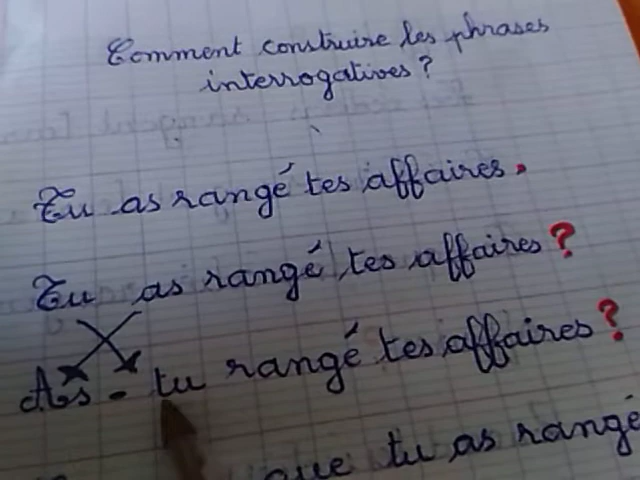 Comment construire les phrases
interrogatives ?
Tu as rangé tes affaires.
Tu as rangé tes affaires ?
As-tu rangé tes affaires ?
que tu as rangé